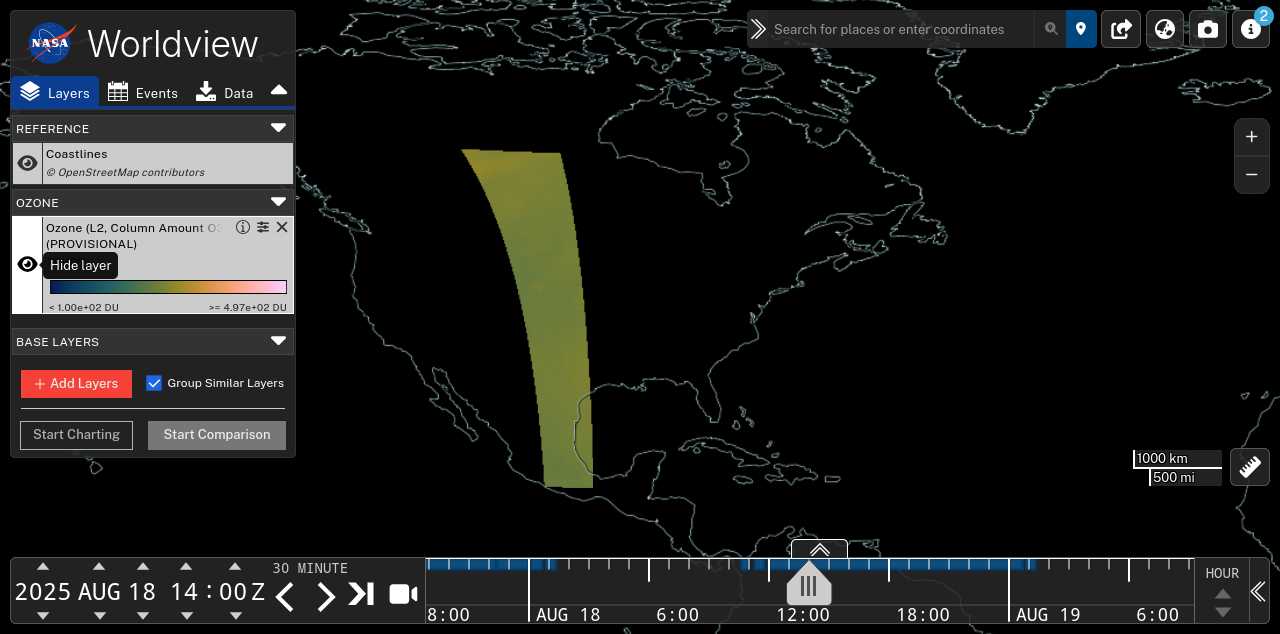 NASA
Worldview
Layers
Events
Data
REFERENCE
Coastlines
© OpenStreetMap contributors
OZONE
Ozone (L2, Column Amount
(PROVISIONAL)
Hide layer
< 1.00e+02 DU
>= 4.97e+02 DU
BASE LAYERS
+ Add Layers
Group Similar Layers
Start Charting
Start Comparison
Search for places or enter coordinates
2
+
−
1000 km
500 mi
2025 AUG 18 14 : 00 Z
30 MINUTE
8:00
AUG 18
6:00
12:00
18:00
AUG 19
6:00
HOUR